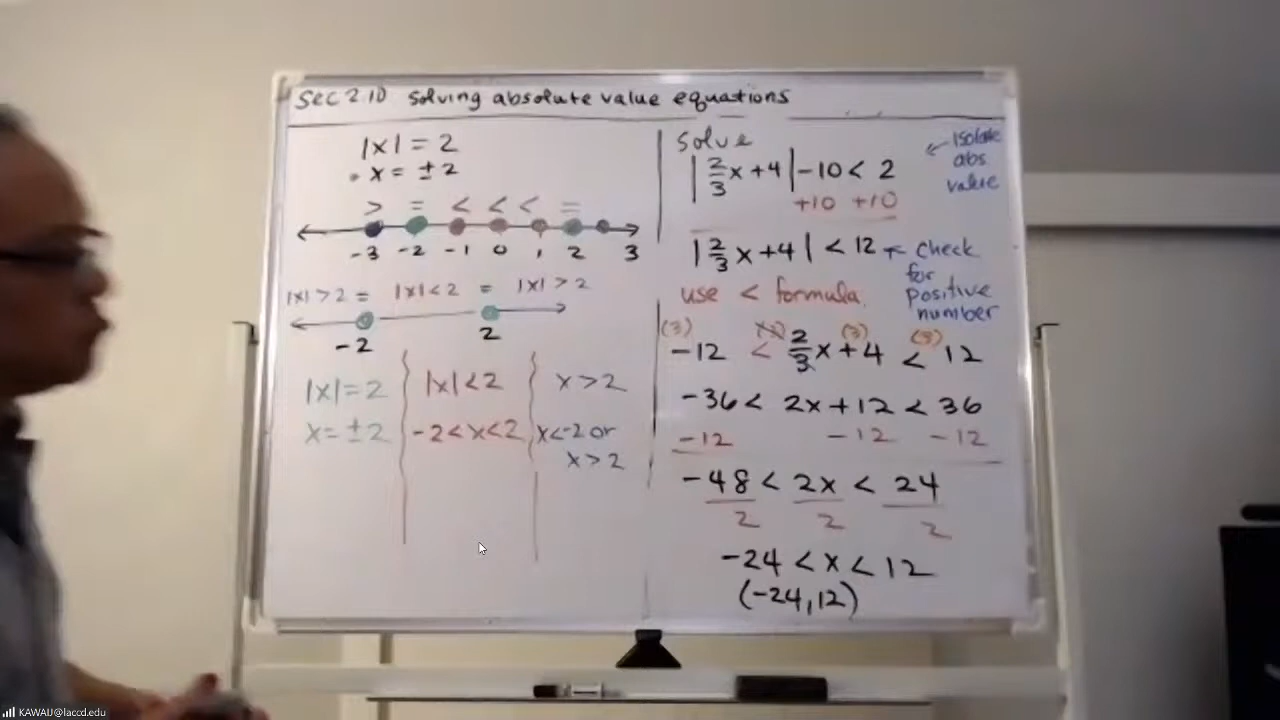 Sec 2.10 solving absolute value equations
|x| = 2
• x = ±2
> = < < < =
-3 -2 -1 0 1 2 3
|x| > 2 = |x| < 2 = |x| > 2
-2 2
|x| = 2 |x| < 2 x > 2
x = ±2 -2 < x < 2 x < -2 or
x > 2
Solve
|2/3 x + 4| - 10 < 2
+10 +10
← isolate
abs
value
|2/3 x + 4| < 12 ← check
for
positive
number
use < formula.
(3) (3) (3)
-12 < 2/3 x + 4 < 12
-36 < 2x + 12 < 36
-12 -12 -12
-48 < 2x < 24
2 2 2
-24 < x < 12
(-24, 12)
KAWAIJ@laccd.edu